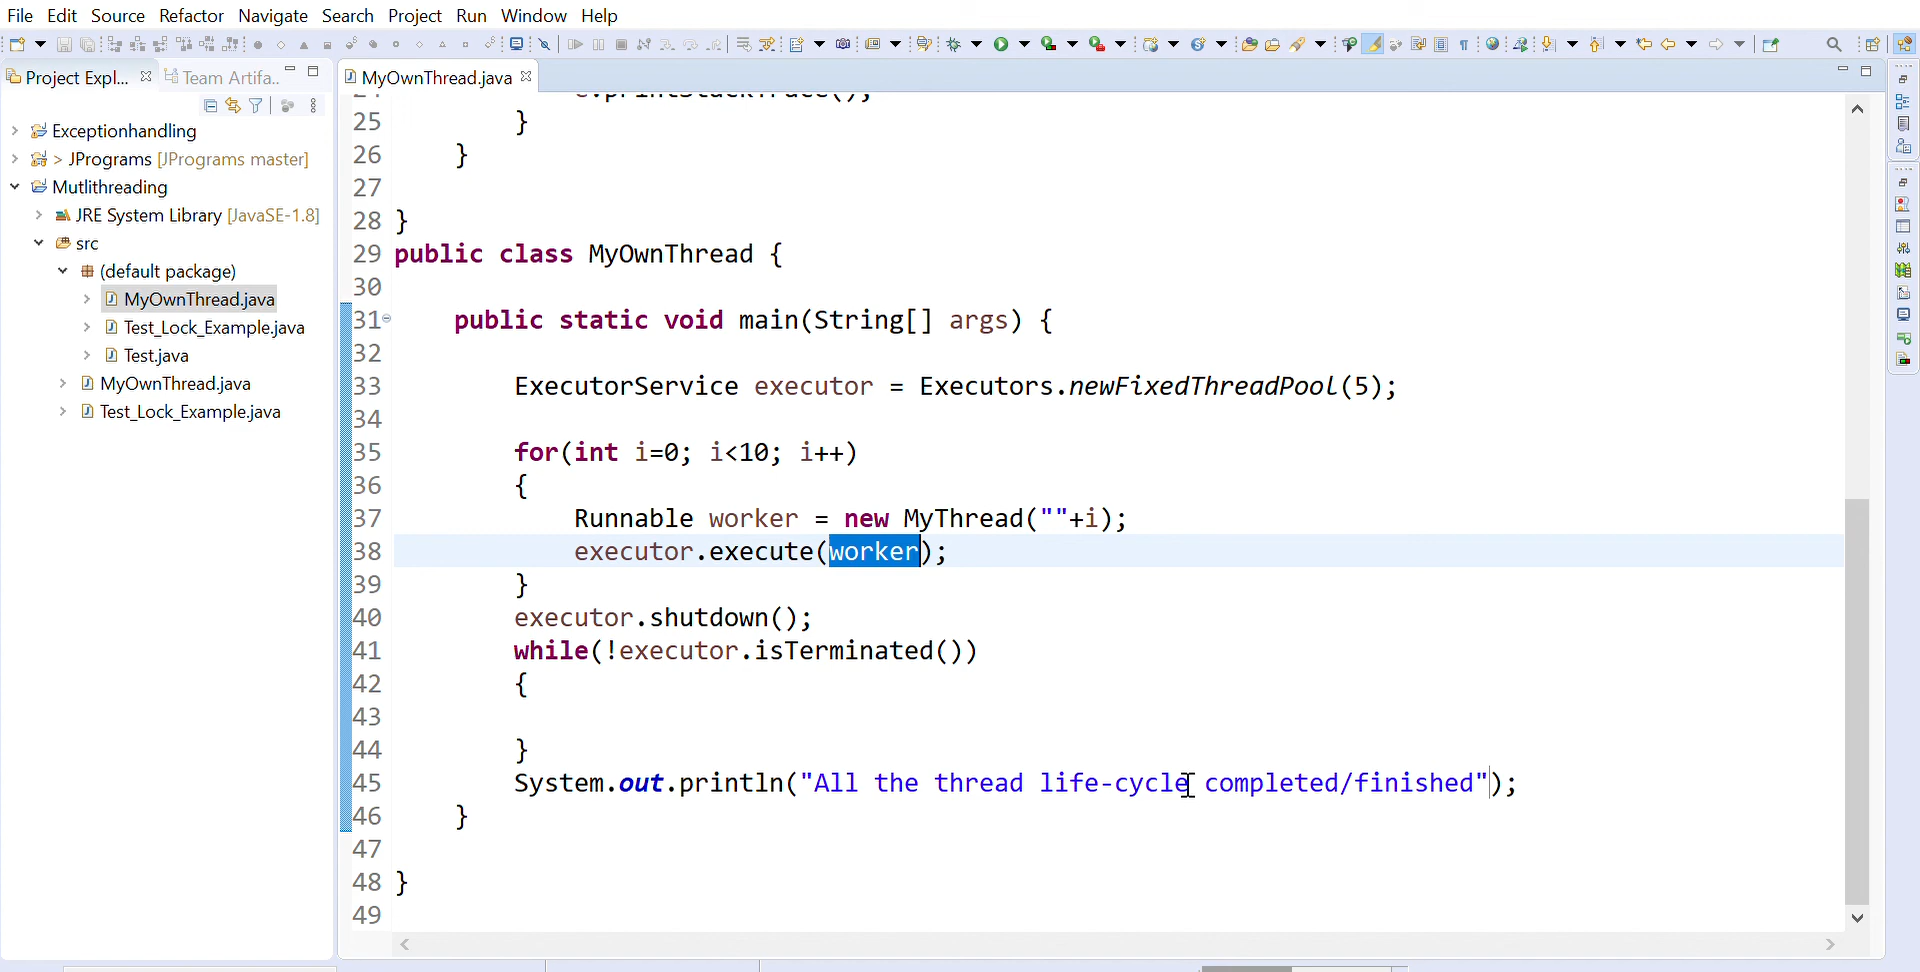 File Edit Source Refactor Navigate Search Project Run Window Help
Project Expl... Team Artifa..
MyOwnThread.java
Exceptionhandling
> JPrograms [JPrograms master]
Mutlithreading
JRE System Library [JavaSE-1.8]
src
(default package)
MyOwnThread.java
Test_Lock_Example.java
Test.java
MyOwnThread.java
Test_Lock_Example.java
24 e.printStackTrace();
25 }
26 }
27
28 }
29 public class MyOwnThread {
30
31 public static void main(String[] args) {
32
33 ExecutorService executor = Executors.newFixedThreadPool(5);
34
35 for(int i=0; i<10; i++)
36 {
37 Runnable worker = new MyThread(""+i);
38 executor.execute(worker);
39 }
40 executor.shutdown();
41 while(!executor.isTerminated())
42 {
43
44 }
45 System.out.println("All the thread life-cycle completed/finished");
46 }
47
48 }
49